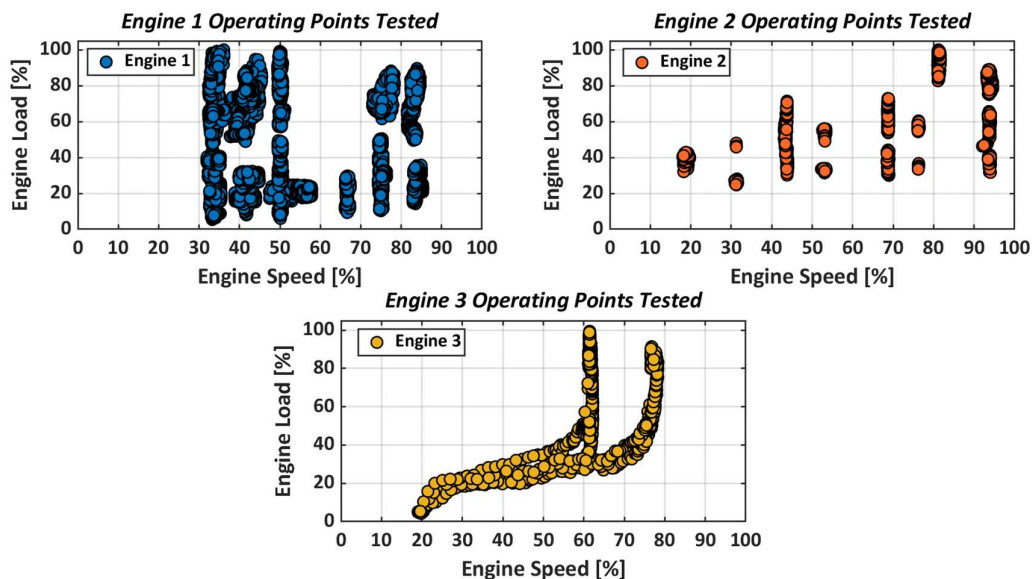 Engine 1 Operating Points Tested
Engine Load [%]
100
80
60
40
20
0
Engine 1
0 10 20 30 40 50 60 70 80 90 100
Engine Speed [%]
Engine 2 Operating Points Tested
Engine Load [%]
100
80
60
40
20
0
Engine 2
0 10 20 30 40 50 60 70 80 90 100
Engine Speed [%]
Engine 3 Operating Points Tested
Engine Load [%]
100
80
60
40
20
0
Engine 3
0 10 20 30 40 50 60 70 80 90 100
Engine Speed [%]